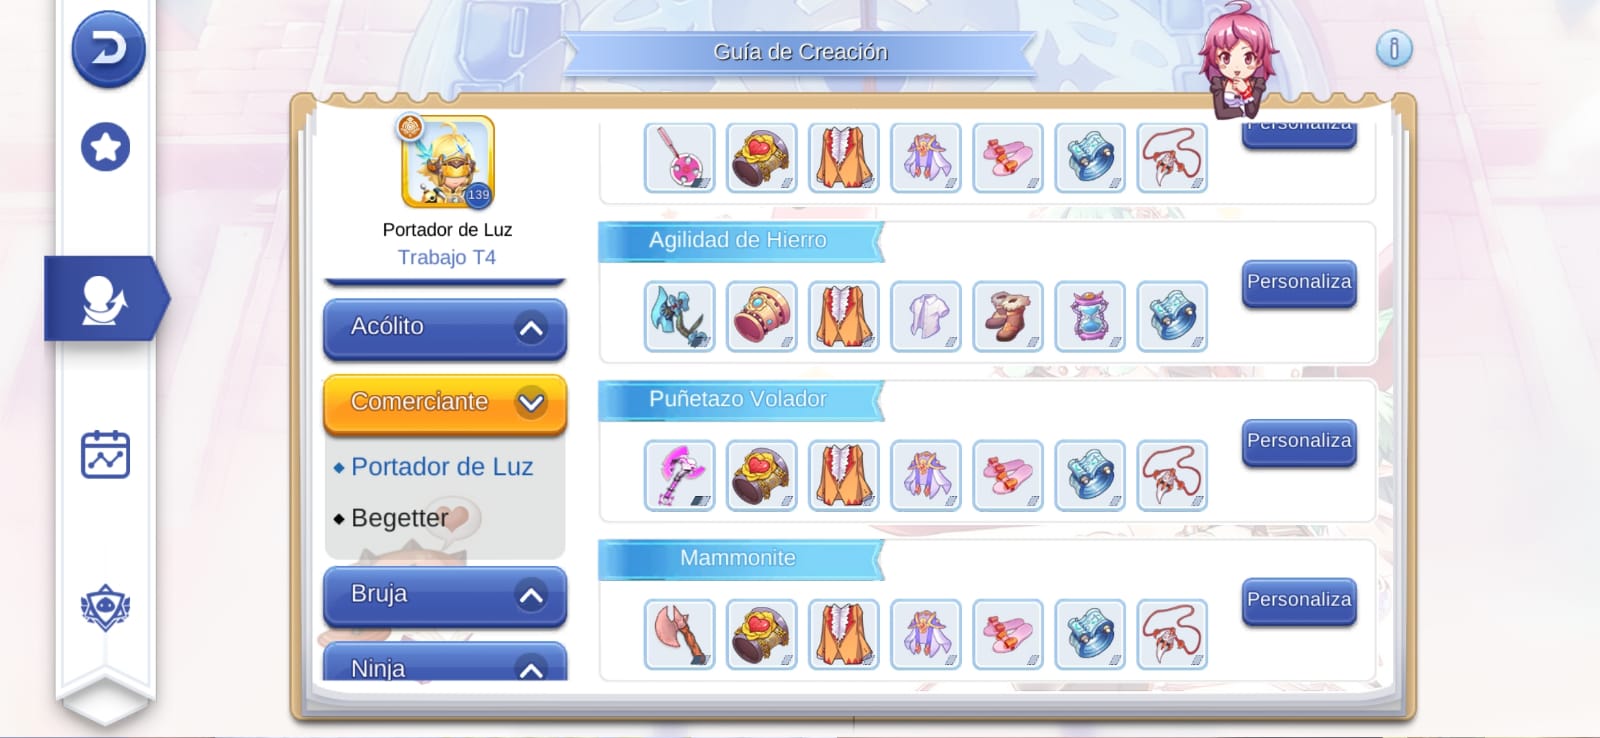 Guía de Creación
139
Portador de Luz
Trabajo T4
Acólito
Comerciante
Portador de Luz
Begetter
Bruja
Ninja
Personaliza
Agilidad de Hierro
Personaliza
Puñetazo Volador
Personaliza
Mammonite
Personaliza